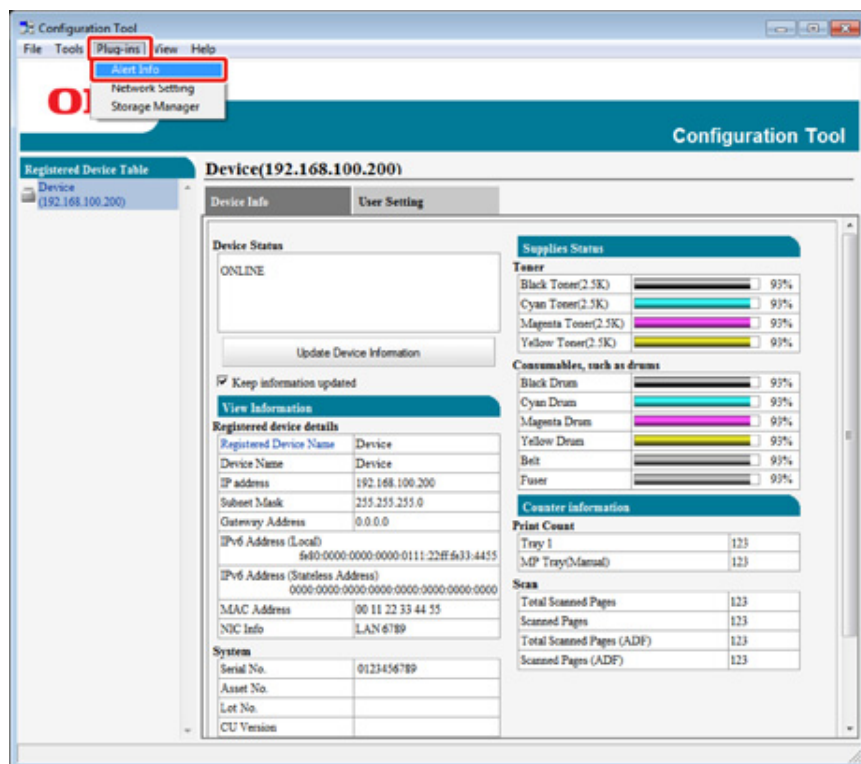 Configuration Tool
File Tools Plug-ins View Help
Alert Info
Network Setting
Storage Manager
Configuration Tool
Registered Device Table
Device
(192.168.100.200)
Device(192.168.100.200)
Device Info User Setting
Device Status
ONLINE
Update Device Information
Keep information updated
View Information
Registered device details
Registered Device Name Device
Device Name Device
IP address 192.168.100.200
Subnet Mask 255.255.255.0
Gateway Address 0.0.0.0
IPv6 Address (Local)
fe80:0000:0000:0000:0111:22ff:fe33:4455
IPv6 Address (Stateless Address)
0000:0000:0000:0000:0000:0000:0000:0000
MAC Address 00 11 22 33 44 55
NIC Info LAN 6789
System
Serial No. 0123456789
Asset No.
Lot No.
CU Version
Supplies Status
Toner
Black Toner(2.5K) 93%
Cyan Toner(2.5K) 93%
Magenta Toner(2.5K) 93%
Yellow Toner(2.5K) 93%
Consumables, such as drums
Black Drum 93%
Cyan Drum 93%
Magenta Drum 93%
Yellow Drum 93%
Belt 93%
Fuser 93%
Counter information
Print Count
Tray 1 123
MP Tray(Manual) 123
Scan
Total Scanned Pages 123
Scanned Pages 123
Total Scanned Pages (ADF) 123
Scanned Pages (ADF) 123